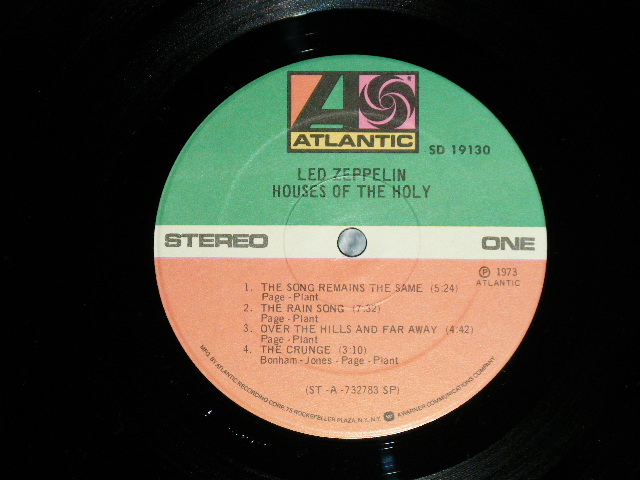 ATLANTIC
SD 19130
LED ZEPPELIN
HOUSES OF THE HOLY
STEREO ONE
Ⓟ 1973
ATLANTIC
1. THE SONG REMAINS THE SAME (5:24)
Page - Plant
2. THE RAIN SONG (7:32)
Page - Plant
3. OVER THE HILLS AND FAR AWAY (4:42)
Page - Plant
4. THE CRUNGE (3:10)
Bonham - Jones - Page - Plant
(ST -A -732783 SP)
MFG. BY ATLANTIC RECORDING CORP., 75 ROCKEFELLER PLAZA, N.Y., N.Y. A WARNER COMMUNICATIONS COMPANY